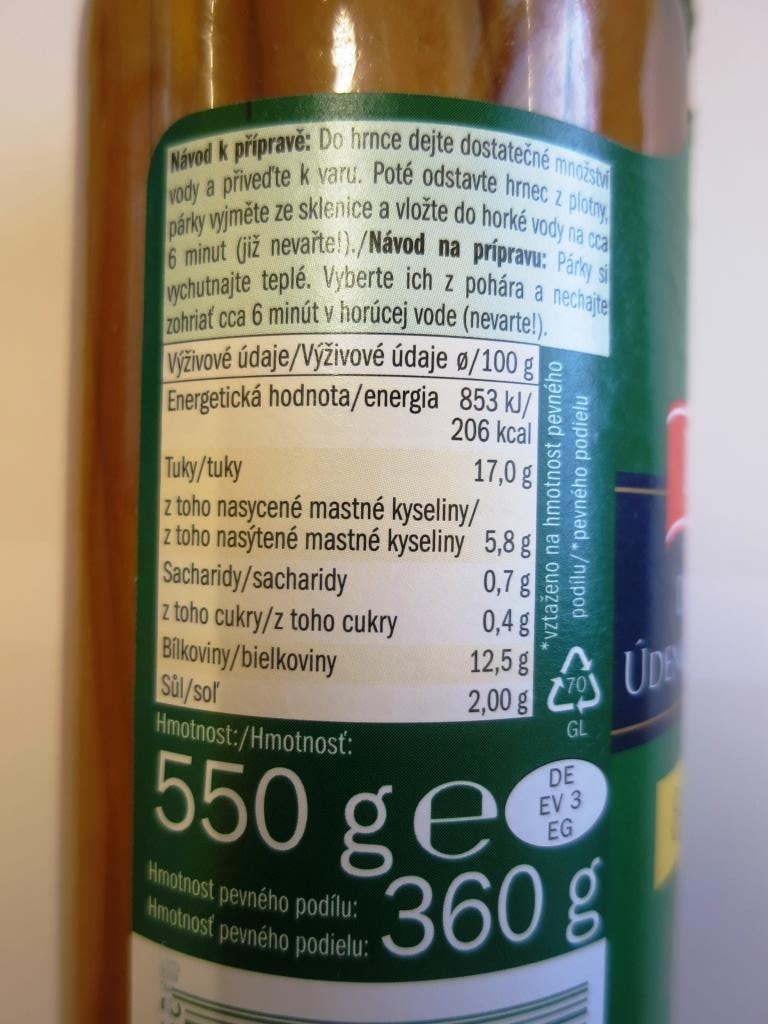 Návod k přípravě: Do hrnce dejte dostatečné množství
vody a přiveďte k varu. Poté odstavte hrnec z plotny,
párky vyjměte ze sklenice a vložte do horké vody na cca
6 minut (již nevařte!)./Návod na prípravu: Párky si
vychutnajte teplé. Vyberte ich z pohára a nechajte
zohriať cca 6 minút v horúcej vode (nevarte!).
Výživové údaje/Výživové údaje ø/100 g
Energetická hodnota/energia 853 kJ/
206 kcal
Tuky/tuky 17,0 g
z toho nasycené mastné kyseliny/
z toho nasýtené mastné kyseliny 5,8 g
Sacharidy/sacharidy 0,7 g
z toho cukry/z toho cukry 0,4 g
Bílkoviny/bielkoviny 12,5 g
Sůl/soľ 2,00 g
*vztaženo na hmotnost pevného
podílu/*pevného podielu
70
GL
Hmotnost:/Hmotnosť:
550 g e
DE
EV 3
EG
Hmotnost pevného podílu:
Hmotnosť pevného podielu:
360 g